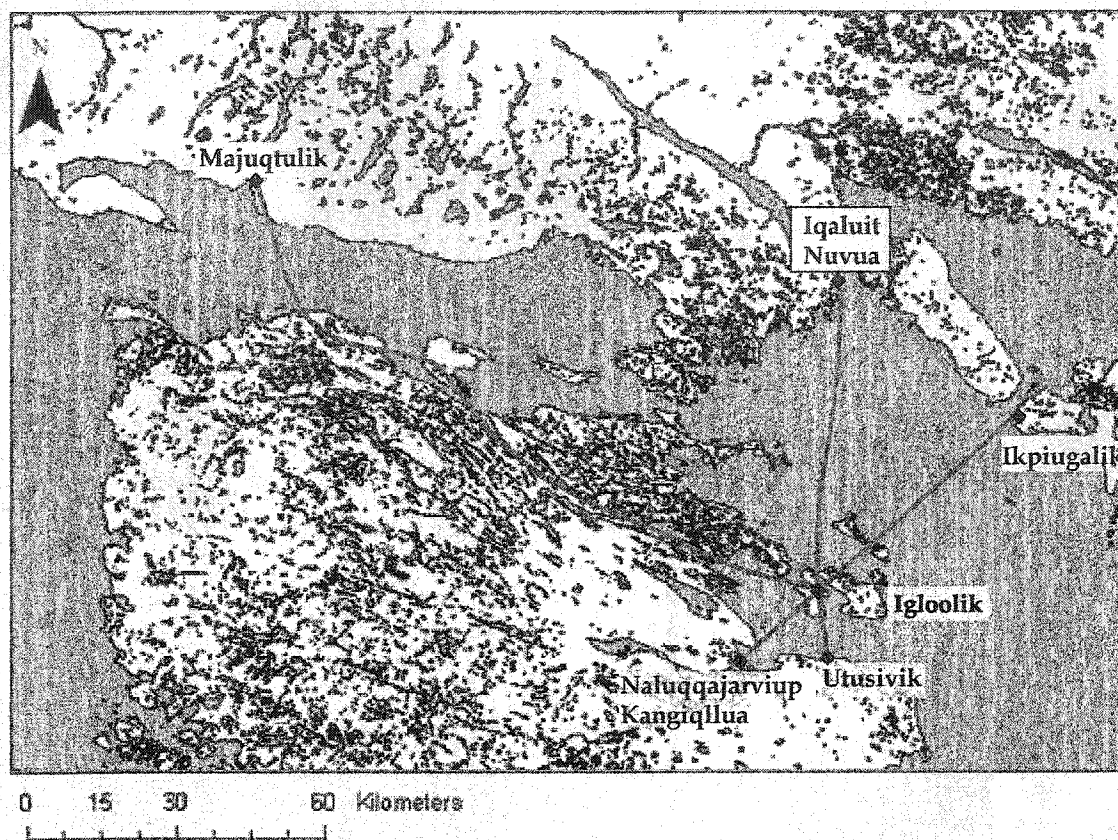 N
Majuqtulik
Iqaluit
Nuvua
Ikpiugalik
Igloolik
Naluqqajarviup
Kangiqllua
Utusivik
0 15 30 60 Kilometers